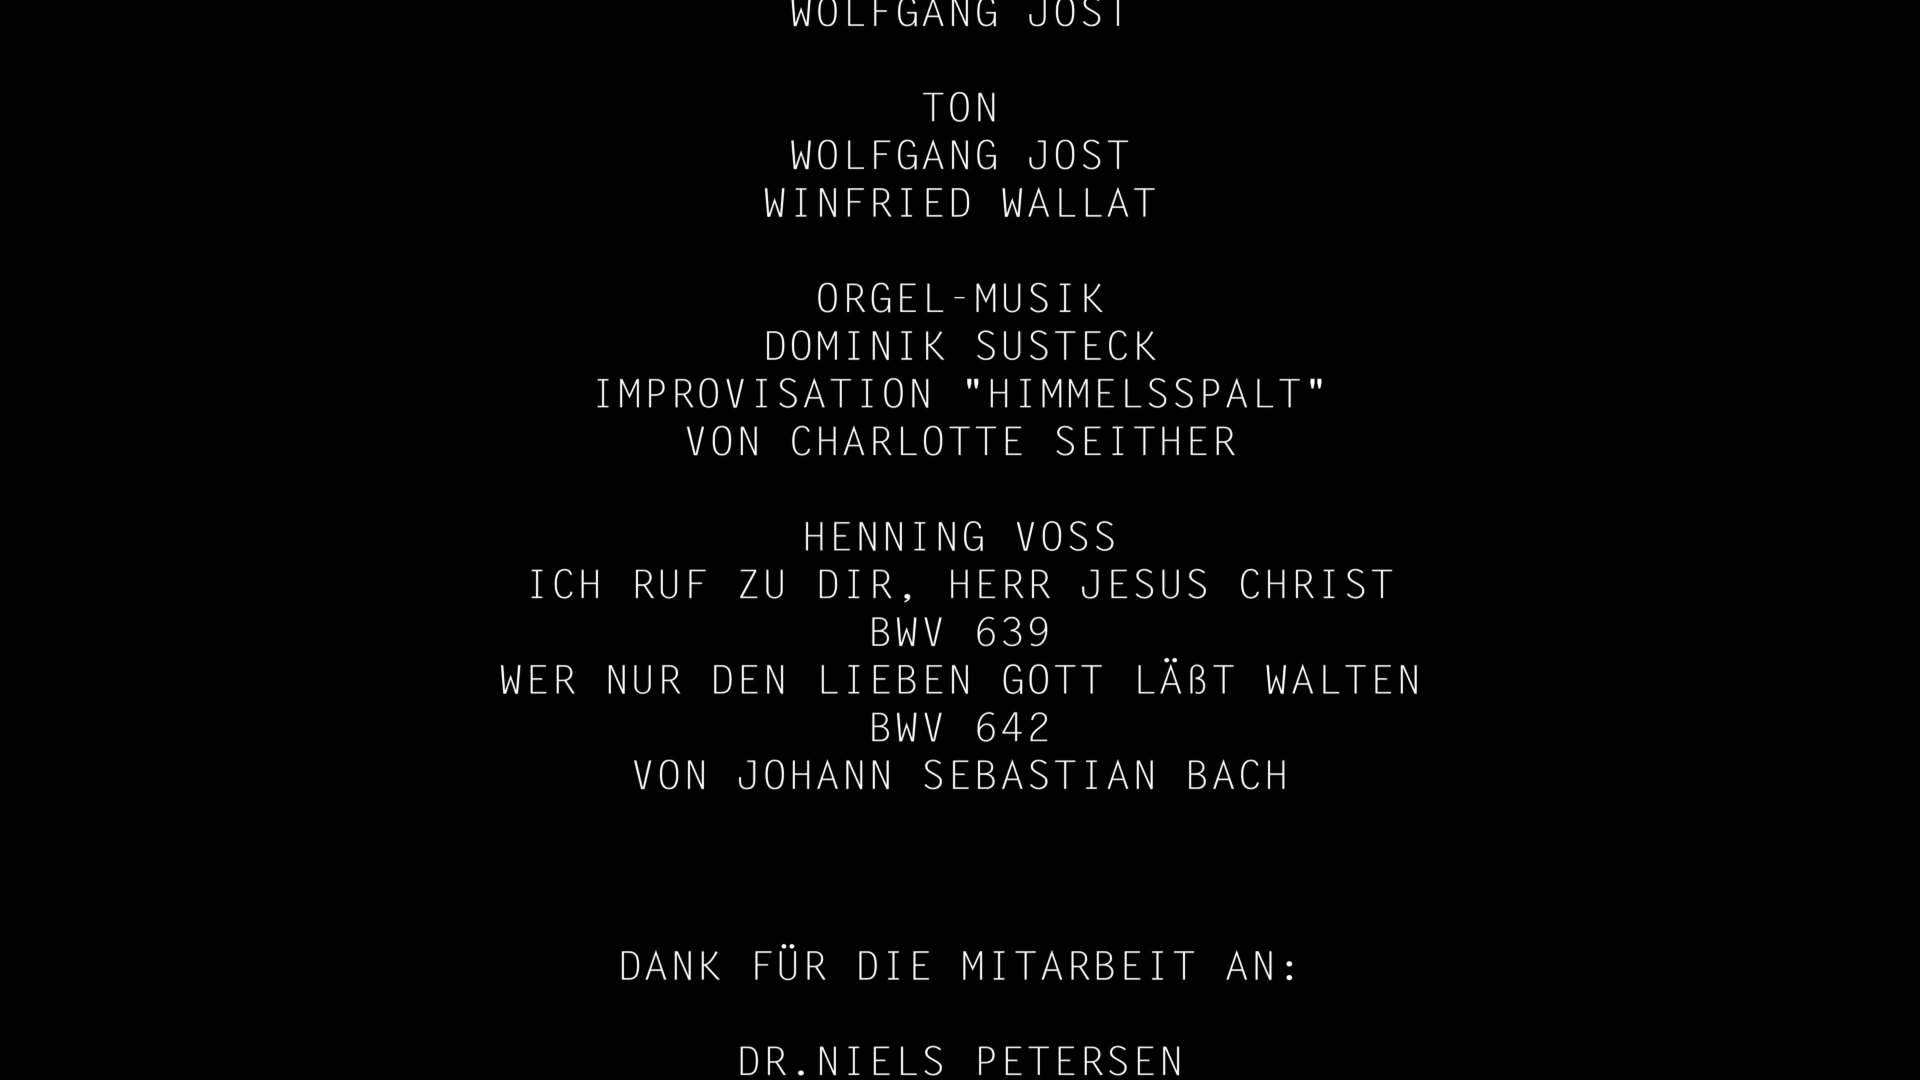 WOLFGANG JOST
TON
WOLFGANG JOST
WINFRIED WALLAT
ORGEL-MUSIK
DOMINIK SUSTECK
IMPROVISATION "HIMMELSSPALT"
VON CHARLOTTE SEITHER
HENNING VOSS
ICH RUF ZU DIR, HERR JESUS CHRIST
BWV 639
WER NUR DEN LIEBEN GOTT LÄßT WALTEN
BWV 642
VON JOHANN SEBASTIAN BACH
DANK FÜR DIE MITARBEIT AN:
DR.NIELS PETERSEN